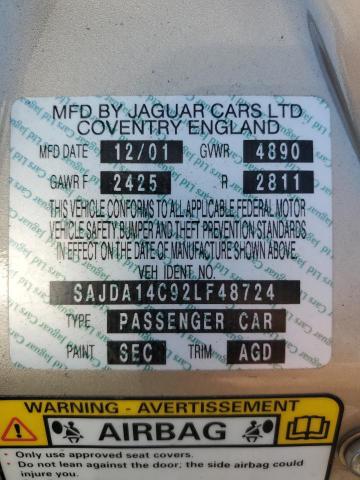 MFD BY JAGUAR CARS LTD
COVENTRY ENGLAND
MFD DATE 12/01 GVWR 4890
GAWR F 2425 R 2811
THIS VEHICLE CONFORMS TO ALL APPLICABLE FEDERAL MOTOR
VEHICLE SAFETY BUMPER AND THEFT PREVENTION STANDARDS
IN EFFECT ON THE DATE OF MANUFACTURE SHOWN ABOVE.
VEH IDENT NO.
SAJDA14C92LF48724
TYPE PASSENGER CAR
PAINT SEC TRIM AGD
WARNING - AVERTISSEMENT
AIRBAG
• Only use approved seat covers.
• Do not lean against the door; the side airbag could
injure you.